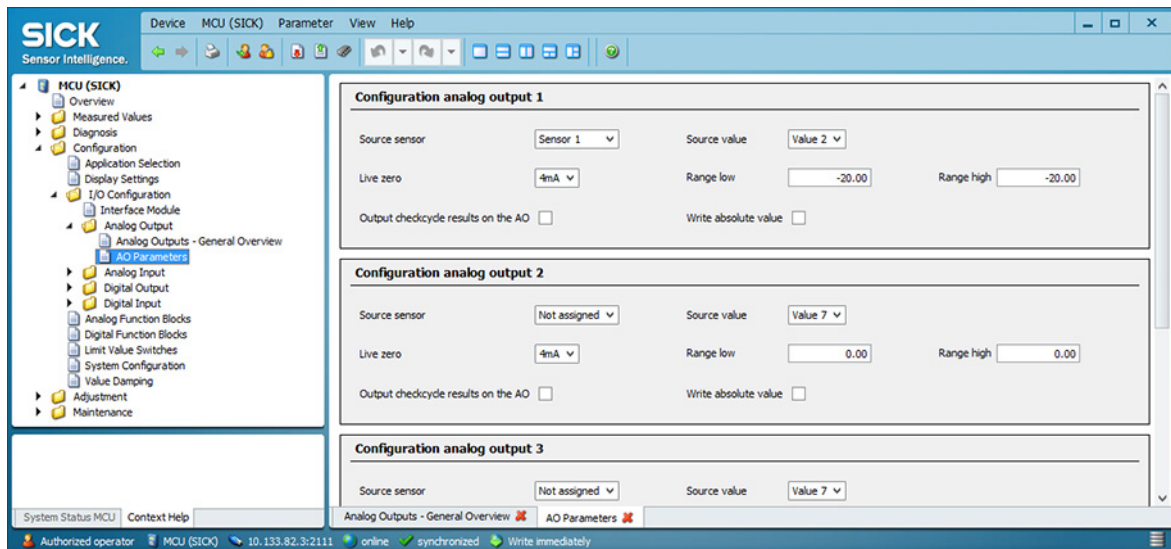 SICK
Sensor Intelligence.
Device MCU (SICK) Parameter View Help
MCU (SICK)
Overview
Measured Values
Diagnosis
Configuration
Application Selection
Display Settings
I/O Configuration
Interface Module
Analog Output
Analog Outputs - General Overview
AO Parameters
Analog Input
Digital Output
Digital Input
Analog Function Blocks
Digital Function Blocks
Limit Value Switches
System Configuration
Value Damping
Adjustment
Maintenance
System Status MCU Context Help
Configuration analog output 1
Source sensor Sensor 1 Source value Value 2
Live zero 4mA Range low -20.00 Range high -20.00
Output checkcycle results on the AO Write absolute value
Configuration analog output 2
Source sensor Not assigned Source value Value 7
Live zero 4mA Range low 0.00 Range high 0.00
Output checkcycle results on the AO Write absolute value
Configuration analog output 3
Source sensor Not assigned Source value Value 7
Analog Outputs - General Overview AO Parameters
Authorized operator MCU (SICK) 10.133.82.3:2111 online synchronized Write immediately